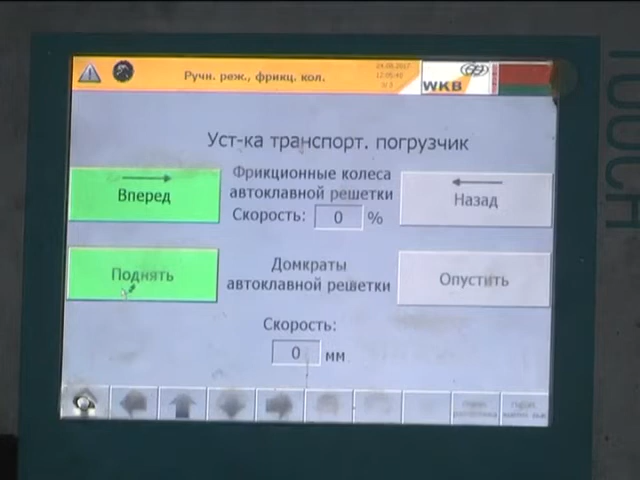 Ручн. реж., фрикц. кол.
WKB
Уст-ка транспорт. погрузчик
Вперед
Фрикционные колеса
автоклавной решетки
Скорость: 0 %
Назад
Поднять
Домкраты
автоклавной решетки
Опустить
Скорость:
0 мм
TOUCH